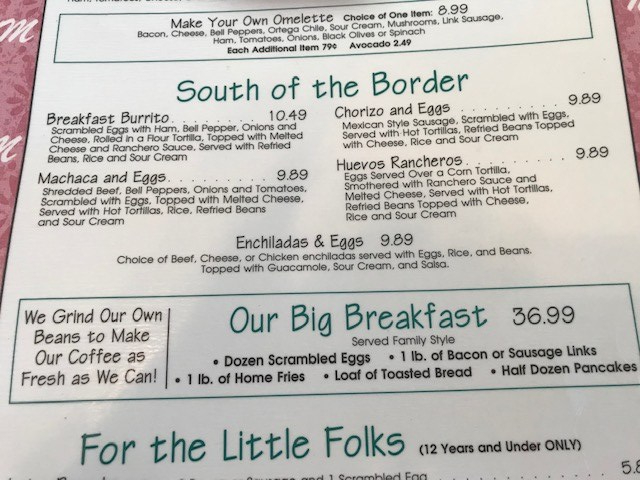 Make Your Own Omelette Choice of One Item: 8.99
Bacon, Cheese, Bell Peppers, Ortega Chile, Sour Cream, Mushrooms, Link Sausage,
Ham, Tomatoes, Onions, Black Olives or Spinach
Each Additional Item 79¢ Avocado 2.49
South of the Border
Breakfast Burrito . . . . . . . . . . 10.49
Scrambled Eggs with Ham, Bell Pepper, Onions and
Cheese, Rolled in a Flour Tortilla, Topped with Melted
Cheese and Ranchero Sauce, Served with Refried
Beans, Rice and Sour Cream
Machaca and Eggs . . . . . . . . . . 9.89
Shredded Beef, Bell Peppers, Onions and Tomatoes,
Scrambled with Eggs, Topped with Melted Cheese,
Served with Hot Tortillas, Rice, Refried Beans
and Sour Cream
Chorizo and Eggs . . . . . . . . . . 9.89
Mexican Style Sausage, Scrambled with Eggs,
Served with Hot Tortillas, Refried Beans Topped
with Cheese, Rice and Sour Cream
Huevos Rancheros . . . . . . . . . . 9.89
Eggs Served Over a Corn Tortilla,
Smothered with Ranchero Sauce and
Melted Cheese, Served with Hot Tortillas,
Refried Beans Topped with Cheese,
Rice and Sour Cream
Enchiladas & Eggs 9.89
Choice of Beef, Cheese, or Chicken enchiladas served with Eggs, Rice, and Beans.
Topped with Guacamole, Sour Cream, and Salsa.
We Grind Our Own
Beans to Make
Our Coffee as
Fresh as We Can!
Our Big Breakfast 36.99
Served Family Style
• Dozen Scrambled Eggs • 1 lb. of Bacon or Sausage Links
• 1 lb. of Home Fries • Loaf of Toasted Bread • Half Dozen Pancakes
For the Little Folks (12 Years and Under ONLY)
and 1 Scrambled Egg